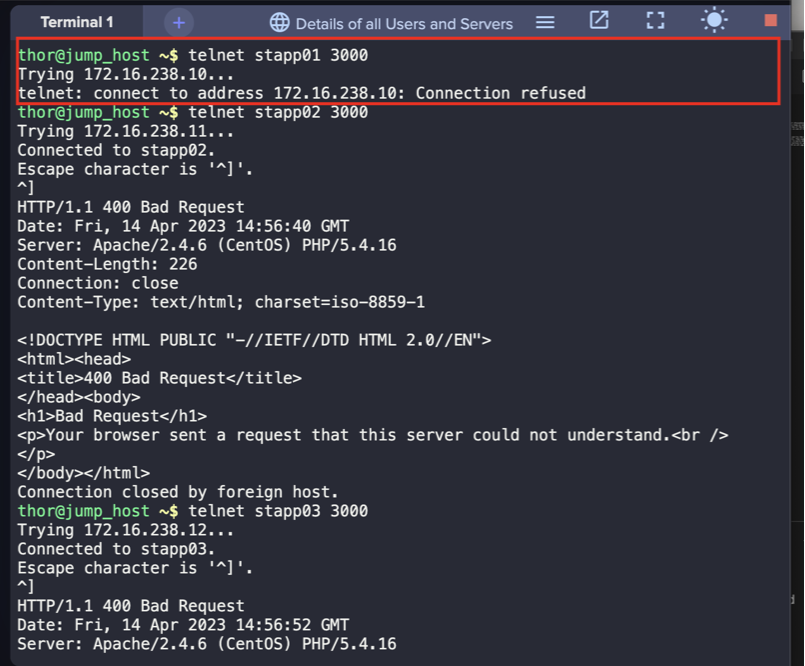 Terminal 1
+
Details of all Users and Servers
thor@jump_host ~$ telnet stapp01 3000
Trying 172.16.238.10...
telnet: connect to address 172.16.238.10: Connection refused
thor@jump_host ~$ telnet stapp02 3000
Trying 172.16.238.11...
Connected to stapp02.
Escape character is '^]'.
^]
HTTP/1.1 400 Bad Request
Date: Fri, 14 Apr 2023 14:56:40 GMT
Server: Apache/2.4.6 (CentOS) PHP/5.4.16
Content-Length: 226
Connection: close
Content-Type: text/html; charset=iso-8859-1

<!DOCTYPE HTML PUBLIC "-//IETF//DTD HTML 2.0//EN">
<html><head>
<title>400 Bad Request</title>
</head><body>
<h1>Bad Request</h1>
<p>Your browser sent a request that this server could not understand.<br />
</p>
</body></html>
Connection closed by foreign host.
thor@jump_host ~$ telnet stapp03 3000
Trying 172.16.238.12...
Connected to stapp03.
Escape character is '^]'.
^]
HTTP/1.1 400 Bad Request
Date: Fri, 14 Apr 2023 14:56:52 GMT
Server: Apache/2.4.6 (CentOS) PHP/5.4.16